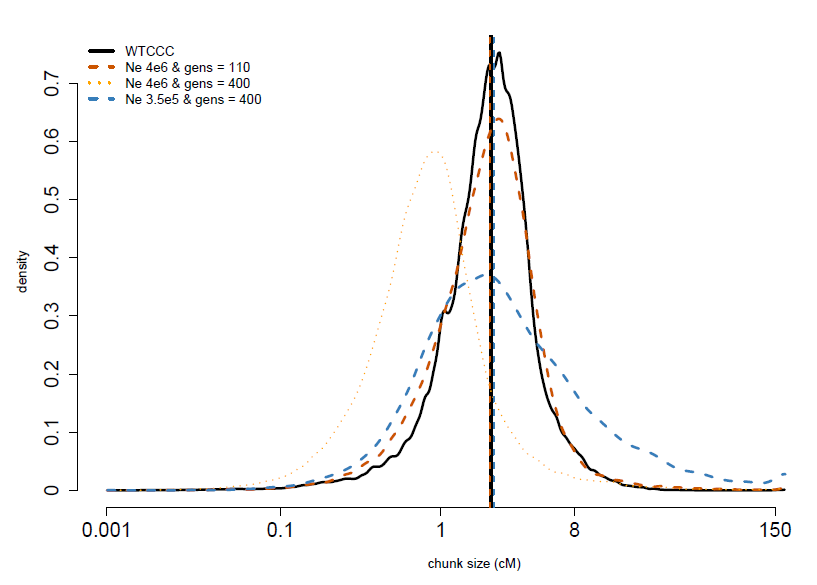 WTCCC
Ne 4e6 & gens = 110
Ne 4e6 & gens = 400
Ne 3.5e5 & gens = 400
density
0.7
0.6
0.5
0.4
0.3
0.2
0.1
0
0.001 0.1 1 8 150
chunk size (cM)